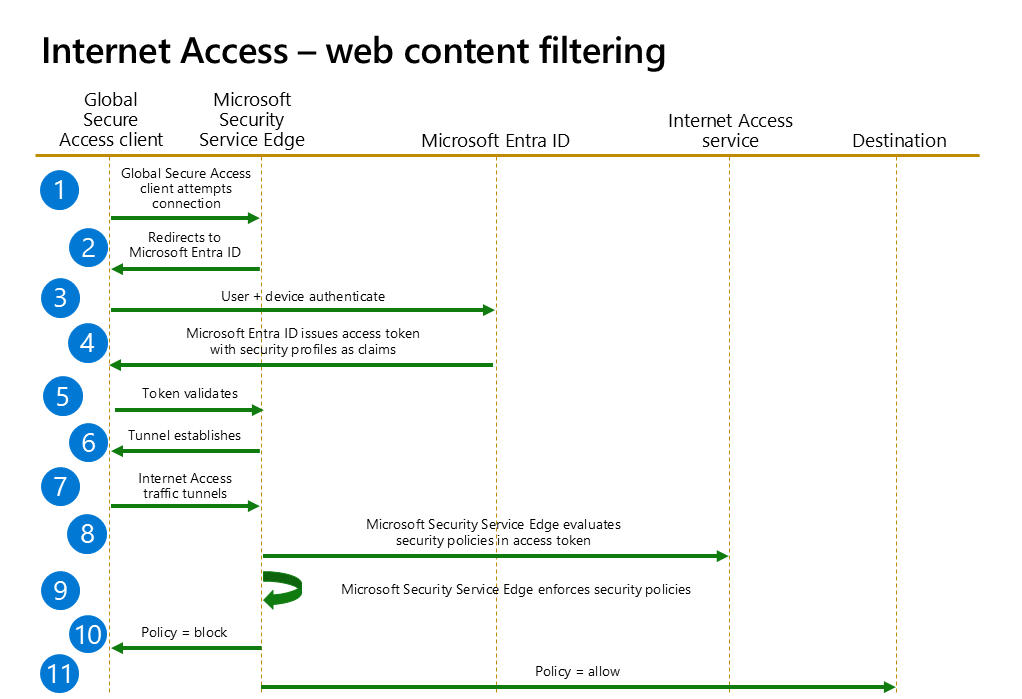 Internet Access – web content filtering
Global
Secure
Access client
Microsoft
Security
Service Edge
Microsoft Entra ID
Internet Access
service
Destination
1
Global Secure Access
client attempts
connection
2
Redirects to
Microsoft Entra ID
3
User + device authenticate
4
Microsoft Entra ID issues access token
with security profiles as claims
5
Token validates
6
Tunnel establishes
7
Internet Access
traffic tunnels
8
Microsoft Security Service Edge evaluates
security policies in access token
9
Microsoft Security Service Edge enforces security policies
10
Policy = block
11
Policy = allow